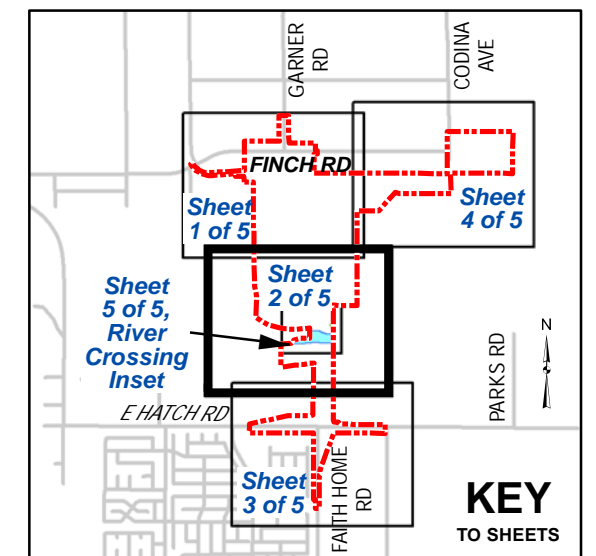 GARNER
RD
CODINA
AVE
FINCH RD
Sheet
1 of 5
Sheet
4 of 5
Sheet
2 of 5
Sheet
5 of 5,
River
Crossing
Inset
N
PARKS RD
E HATCH RD
Sheet
3 of 5
FAITH HOME
RD
KEY
TO SHEETS